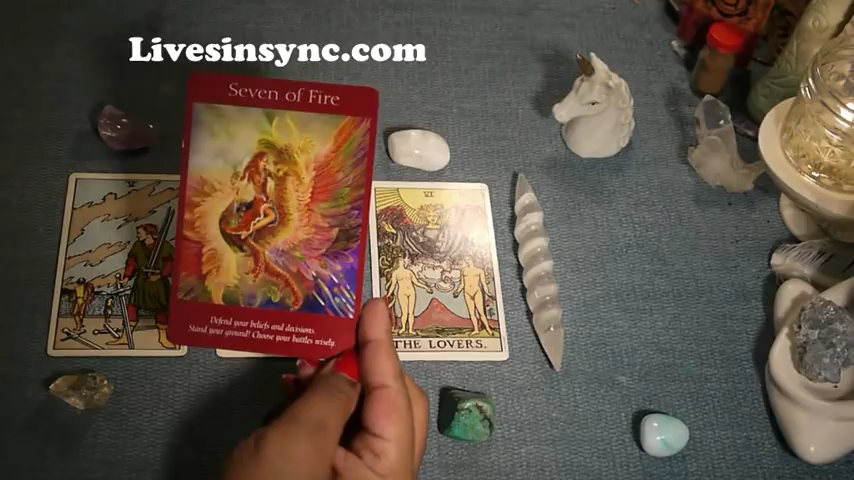 Livesinsync.com
Seven of Fire
Defend your beliefs and decisions.
Stand your ground! Choose your battles wisely.
V
VI
THE LOVERS.